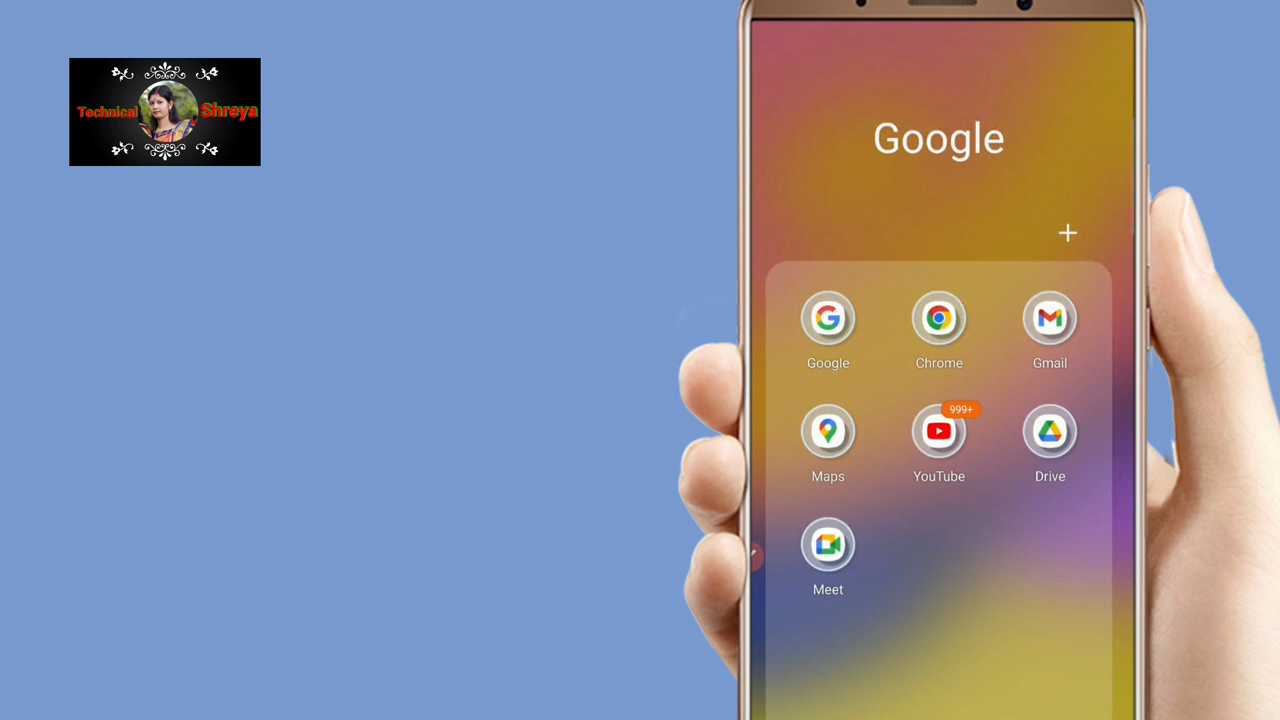 Technical Shreya
Google
+
Google Chrome Gmail
999+
Maps YouTube Drive
Meet